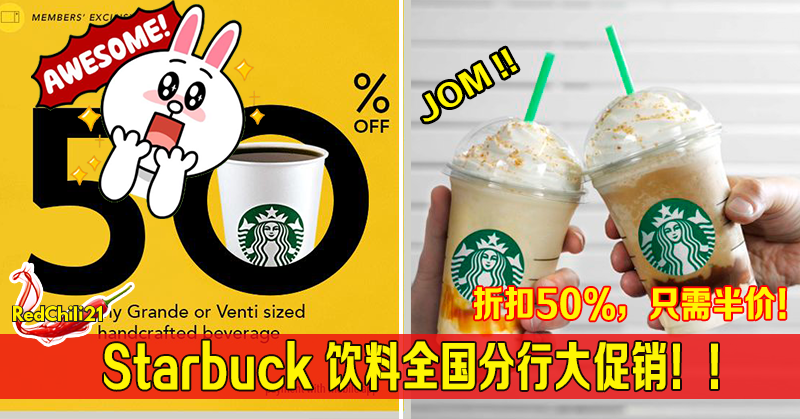 MEMBERS' EXCLUS
AWESOME!
50
%
OFF
JOM !!
ny Grande or Venti sized
handcrafted beverage
RedChili21
折扣50%，只需半价!
Starbuck 饮料全国分行大促销！！